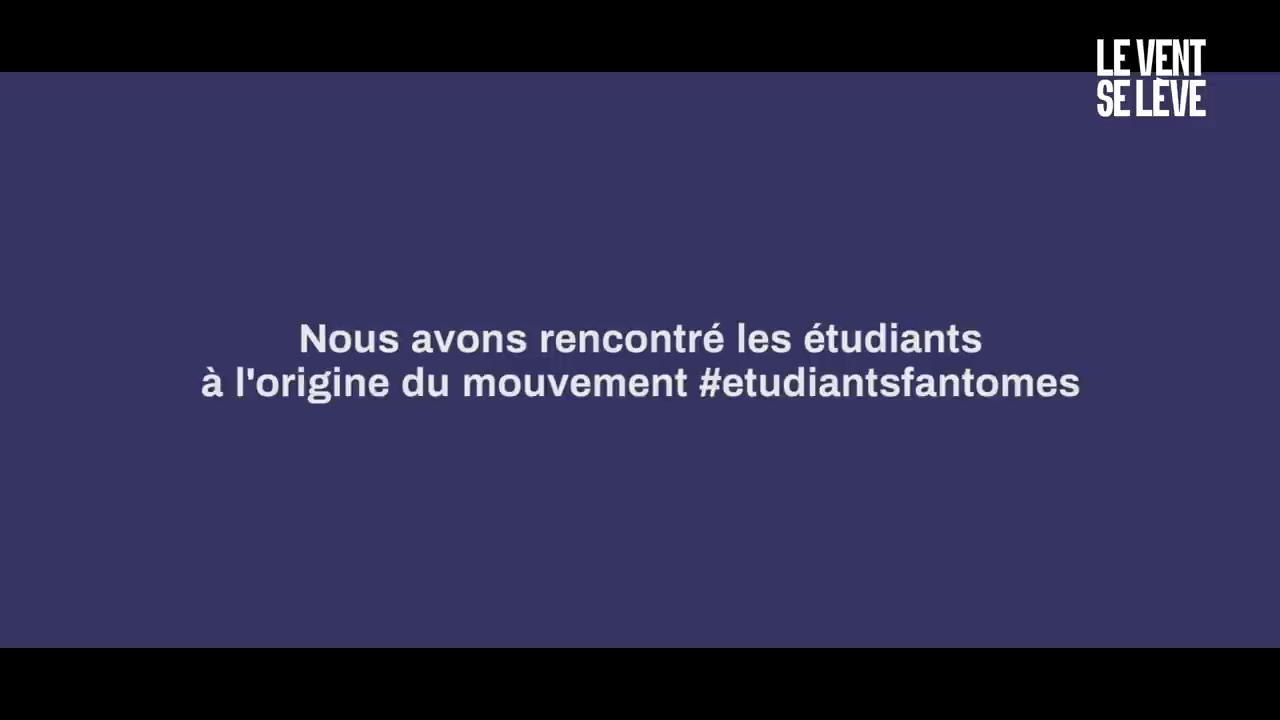 LE VENT
SE LÈVE
Nous avons rencontré les étudiants
à l'origine du mouvement #etudiantsfantomes